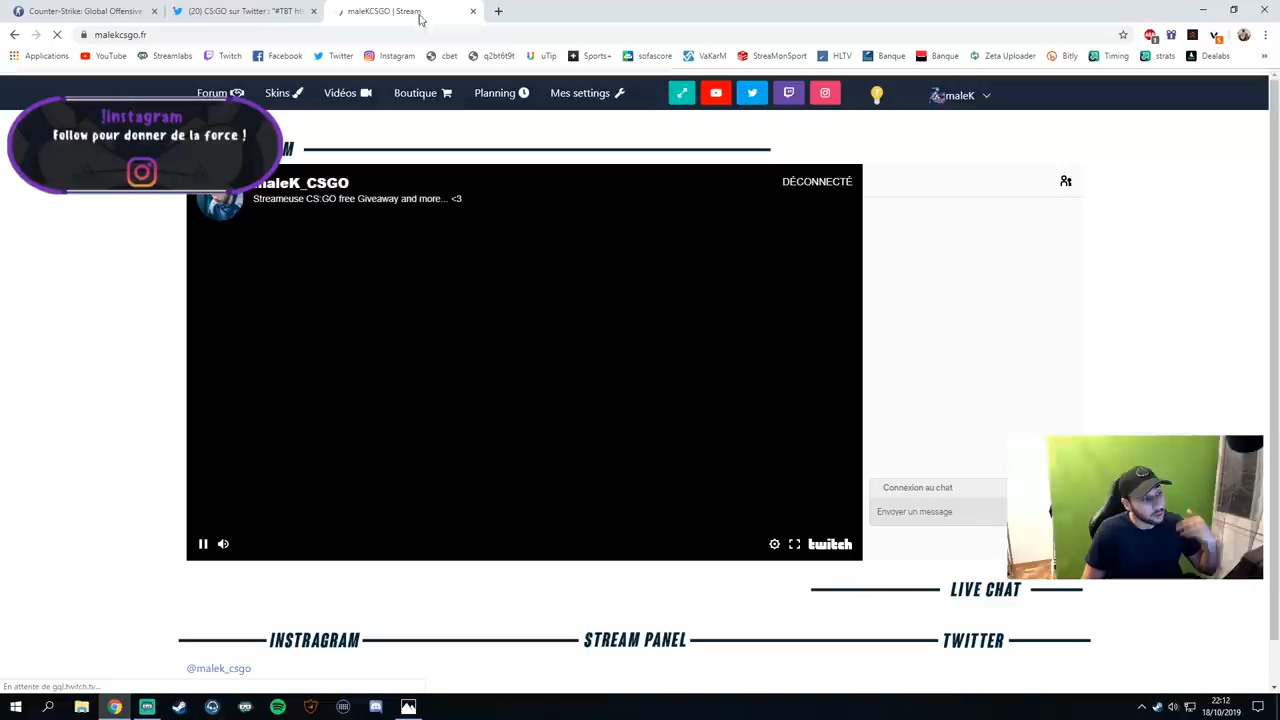 Counter-Strike: Global Offensive
(20) CS:GO sur Twitter : "#TBT
maleKCSGO | Stream
malekcsgo.fr
Applications YouTube Streamlabs Twitch Facebook Twitter Instagram cbn q2bt6f0l uTip Sports+ sofascore VaKarM StreaMonSport HLTV Banque Banque Zeta Uploader Bitly Timing strats Dealabs »
Forum Skins Vidéos Boutique Planning Mes settings maleK
!Instagram
Follow pour donner de la force !
maleK_CSGO
DÉCONNECTÉ
Streameuse CS:GO free Giveaway and more... <3
Connexion au chat
Envoyer un message
twitch
LIVE CHAT
INSTRAGRAM STREAM PANEL TWITTER
@malek_csgo
En attente de gql.twitch.tv...
22:12
18/10/2019